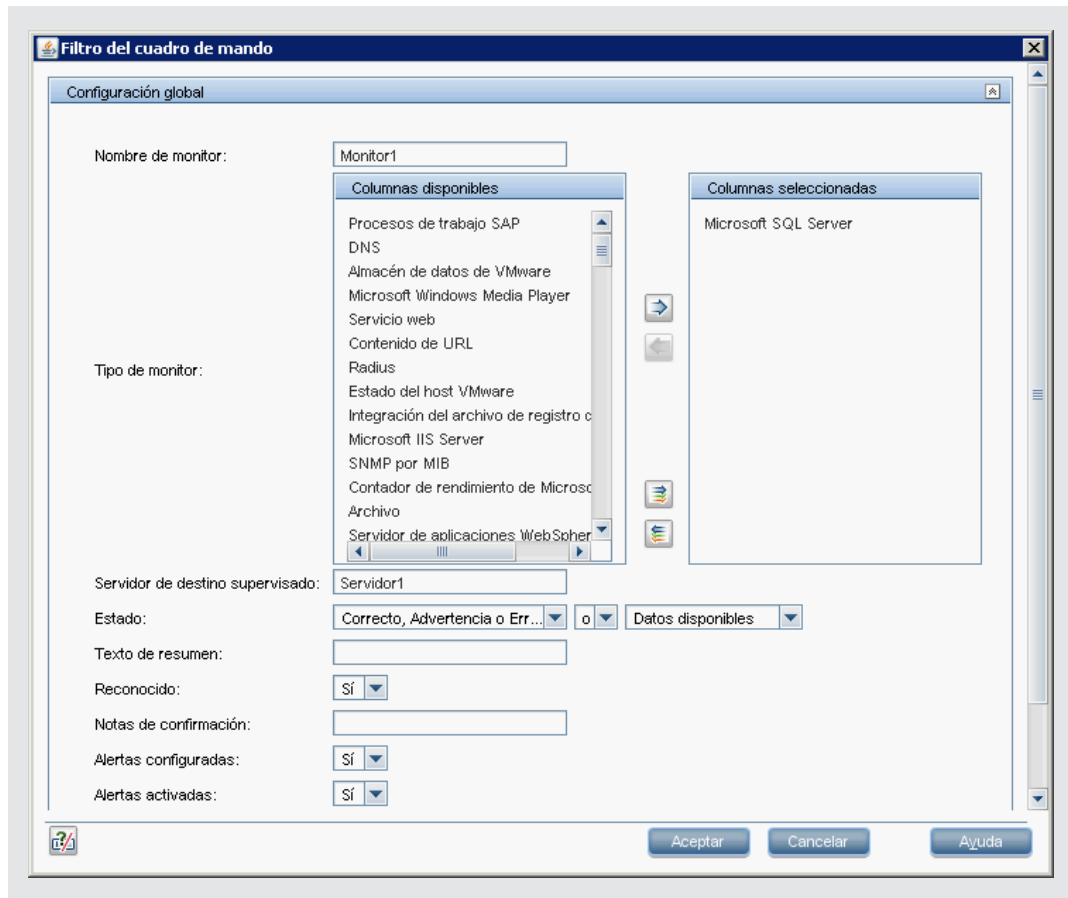 Filtro del cuadro de mando
Configuración global
Nombre de monitor:
Monitor1
Tipo de monitor:
Columnas disponibles
Procesos de trabajo SAP
DNS
Almacén de datos de VMware
Microsoft Windows Media Player
Servicio web
Contenido de URL
Radius
Estado del host VMware
Integración del archivo de registro c
Microsoft IIS Server
SNMP por MIB
Contador de rendimiento de Microsc
Archivo
Servidor de aplicaciones WebSpher
Columnas seleccionadas
Microsoft SQL Server
Servidor de destino supervisado:
Servidor1
Estado:
Correcto, Advertencia o Err...
o
Datos disponibles
Texto de resumen:
Reconocido:
Sí
Notas de confirmación:
Alertas configuradas:
Sí
Alertas activadas:
Sí
Aceptar
Cancelar
Ayuda